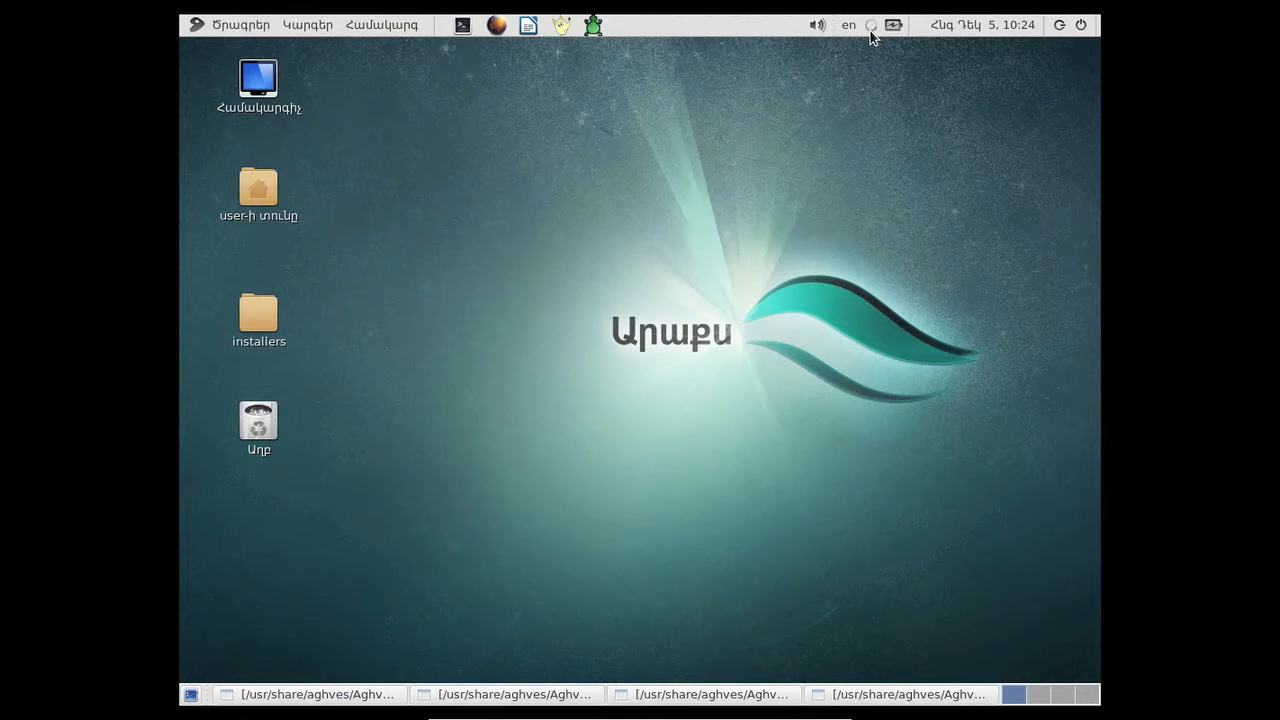 Ծրագրեր Կարգեր Համակարգ en Հնգ Դեկ 5, 10:24
Համակարգիչ
user-ի տունը
installers
Աղբ
Արաքս
[/usr/share/aghves/Aghv... [/usr/share/aghves/Aghv... [/usr/share/aghves/Aghv... [/usr/share/aghves/Aghv...